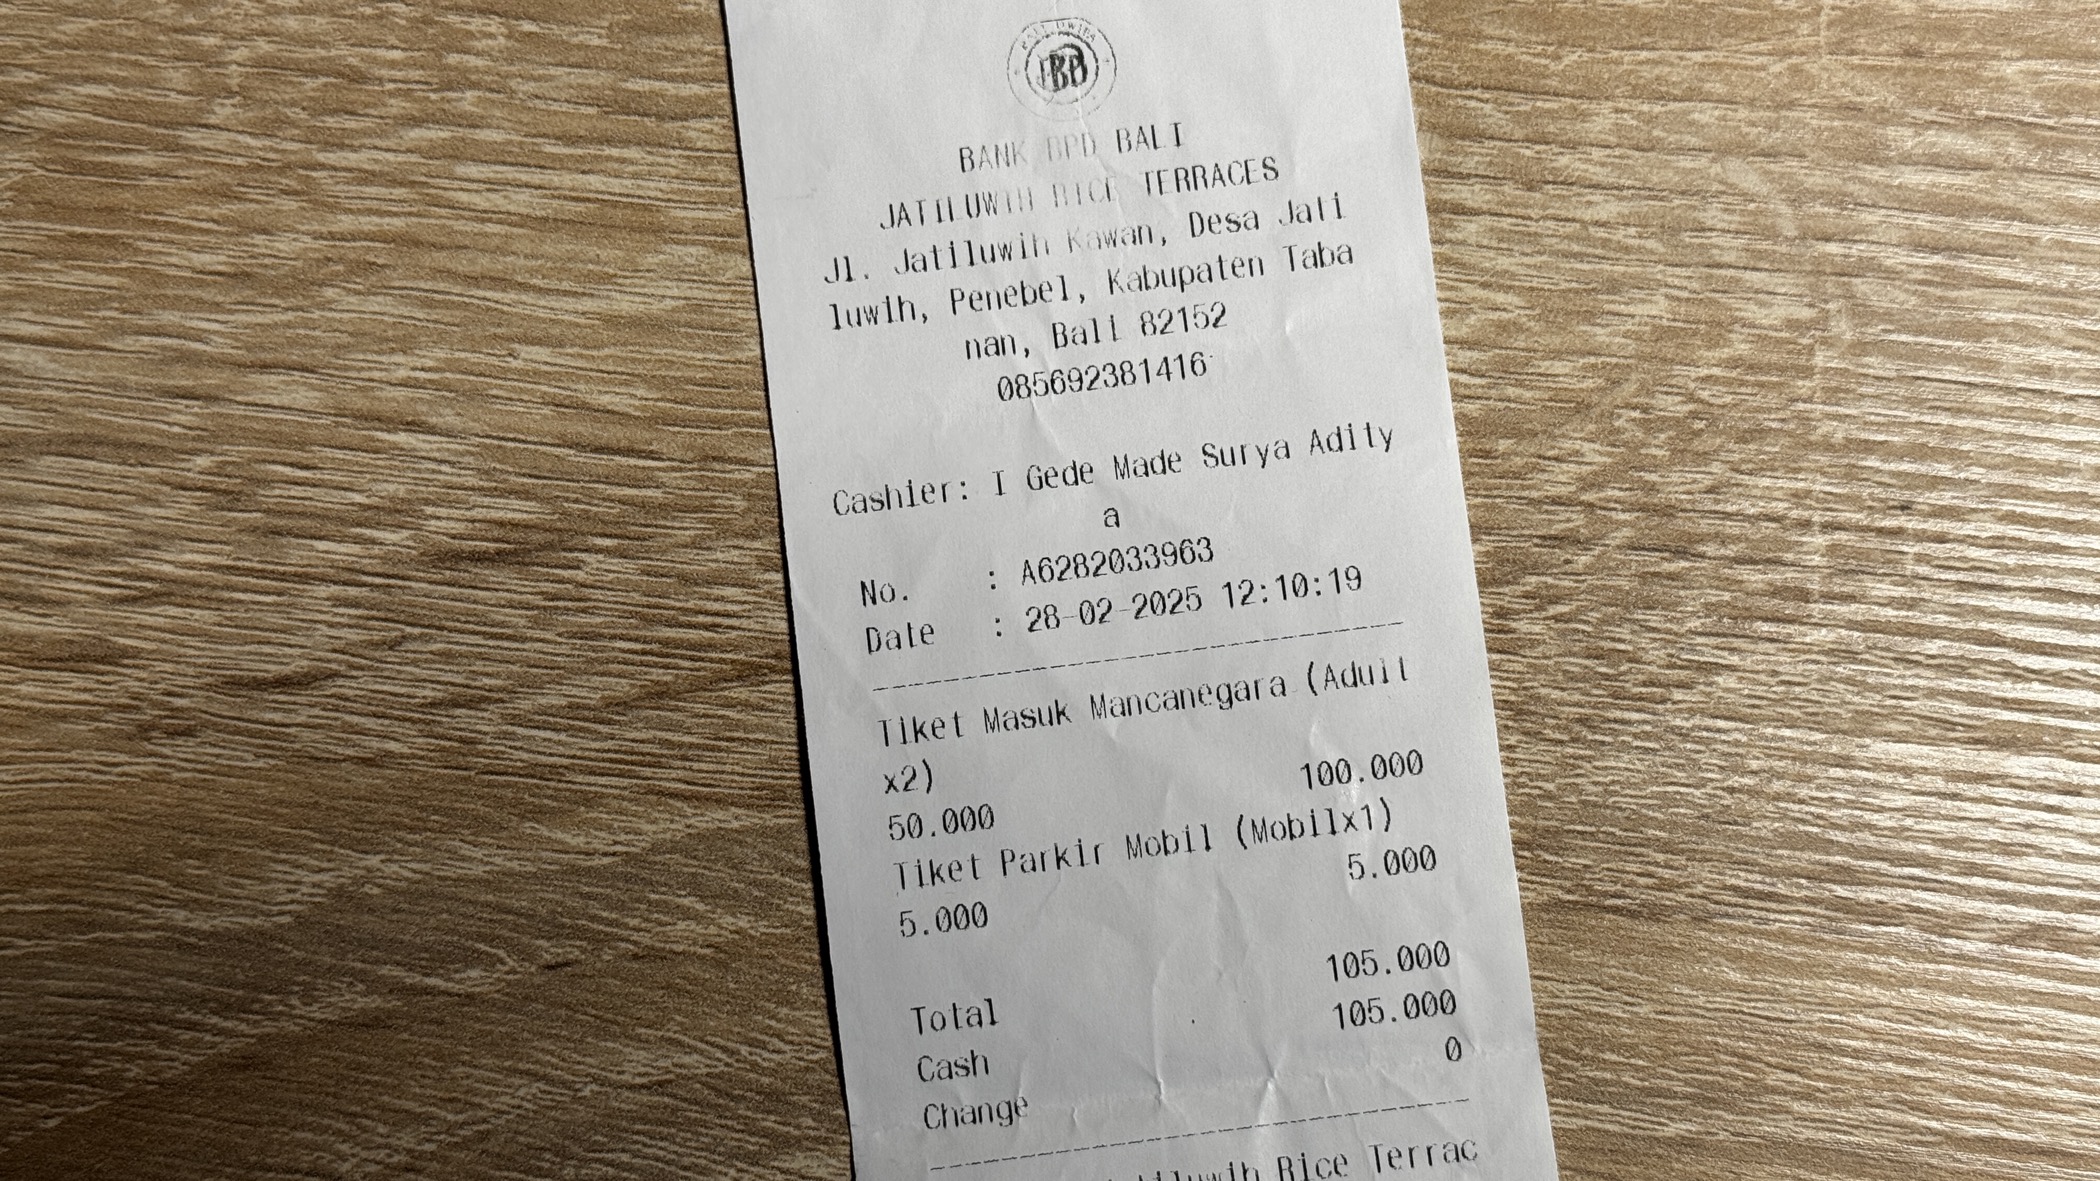 BANK BPD BALI
JATILUWIH RICE TERRACES
Jl. Jatiluwih Kawan, Desa Jati
luwih, Penebel, Kabupaten Taba
nan, Bali 82152
085692381416
Cashier: I Gede Made Surya Adity
a
No. : A6282033963
Date : 28-02-2025 12:10:19
Tiket Masuk Mancanegara (Adult
x2)
50.000 100.000
Tiket Parkir Mobil (Mobilx1)
5.000 5.000
Total 105.000
Cash 105.000
Change 0
Rice Terrac